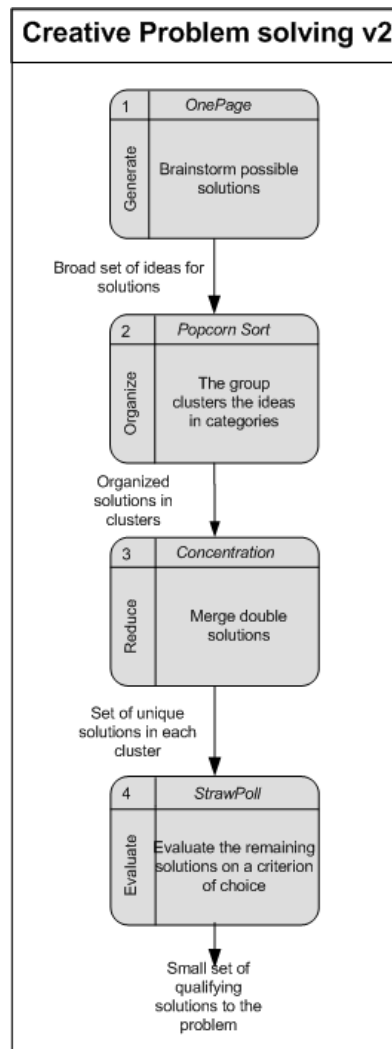 Creative Problem solving v2
1
OnePage
Generate
Brainstorm possible
solutions
Broad set of ideas for
solutions
2
Popcorn Sort
Organize
The group
clusters the ideas
in categories
Organized
solutions in
clusters
3
Concentration
Reduce
Merge double
solutions
Set of unique
solutions in each
cluster
4
StrawPoll
Evaluate
Evaluate the remaining
solutions on a criterion
of choice
Small set of
qualifying
solutions to the
problem